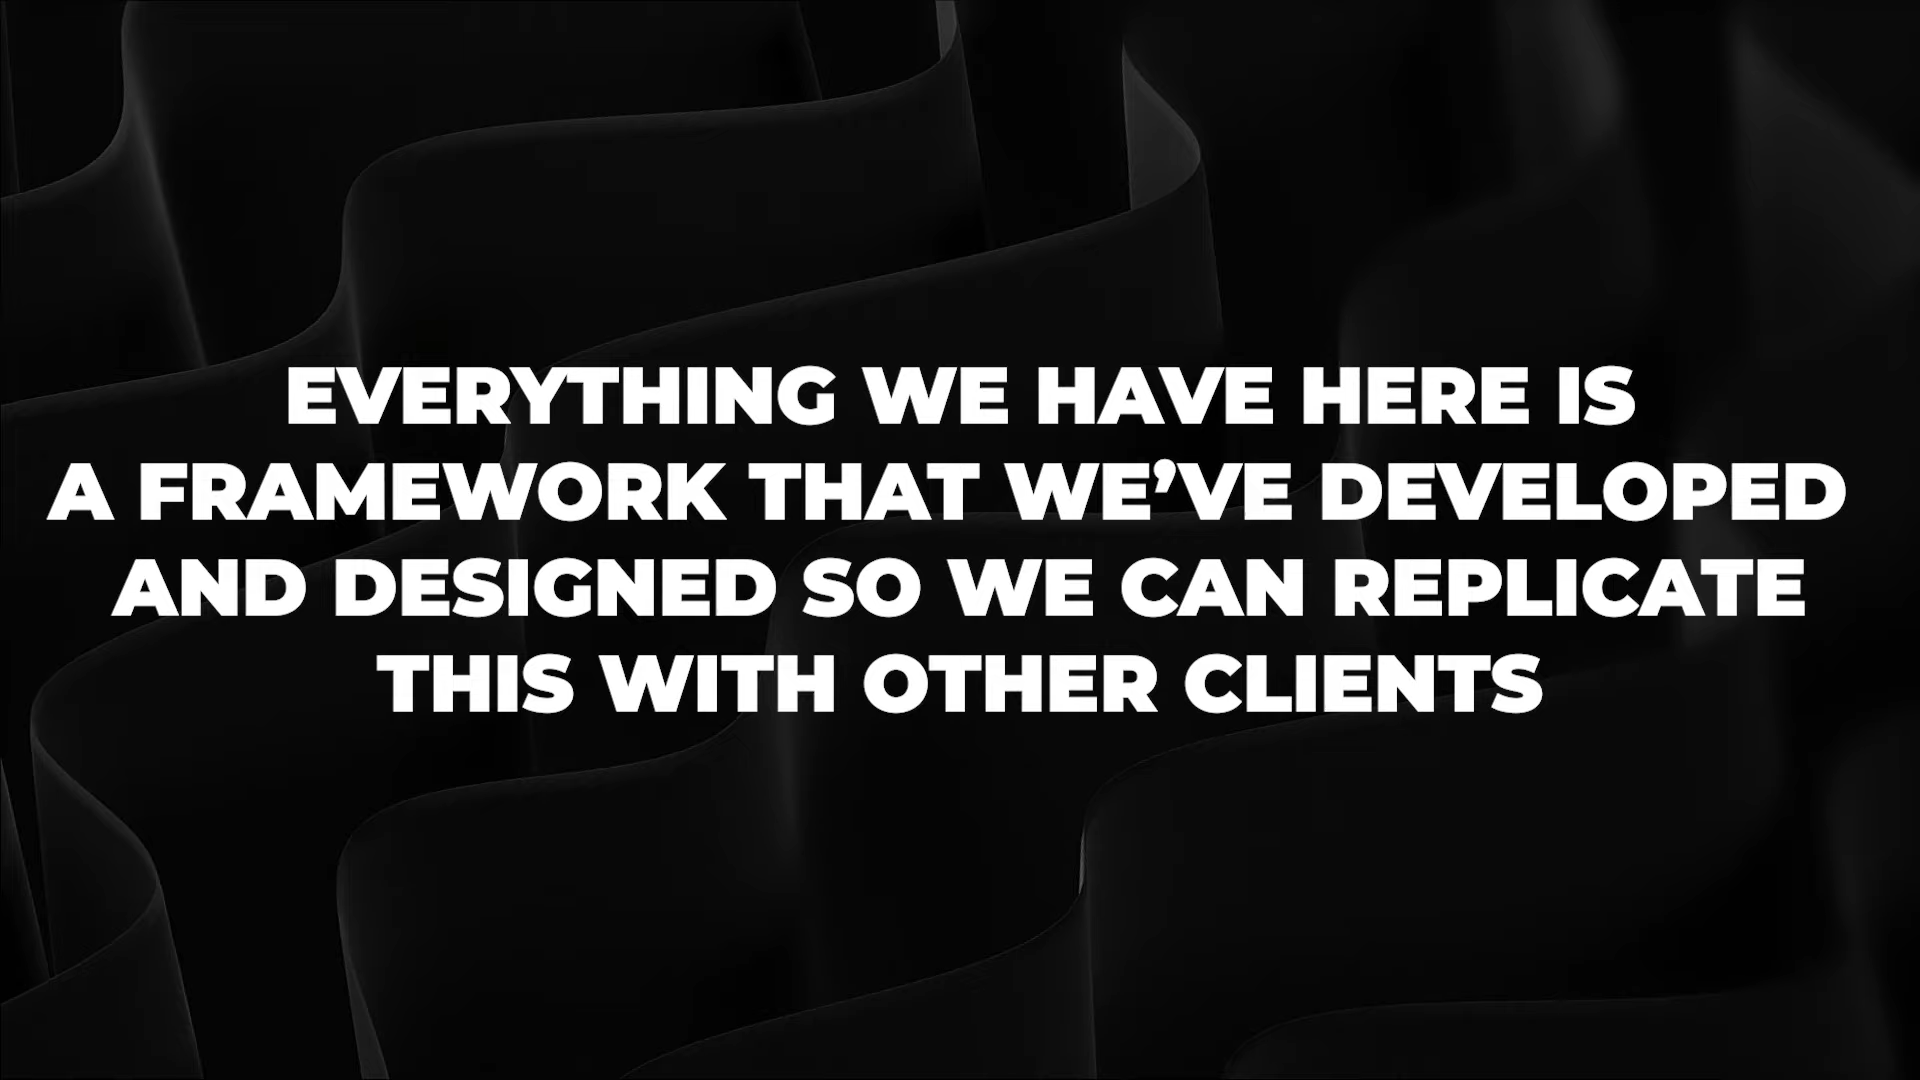 EVERYTHING WE HAVE HERE IS
A FRAMEWORK THAT WE’VE DEVELOPED
AND DESIGNED SO WE CAN REPLICATE
THIS WITH OTHER CLIENTS